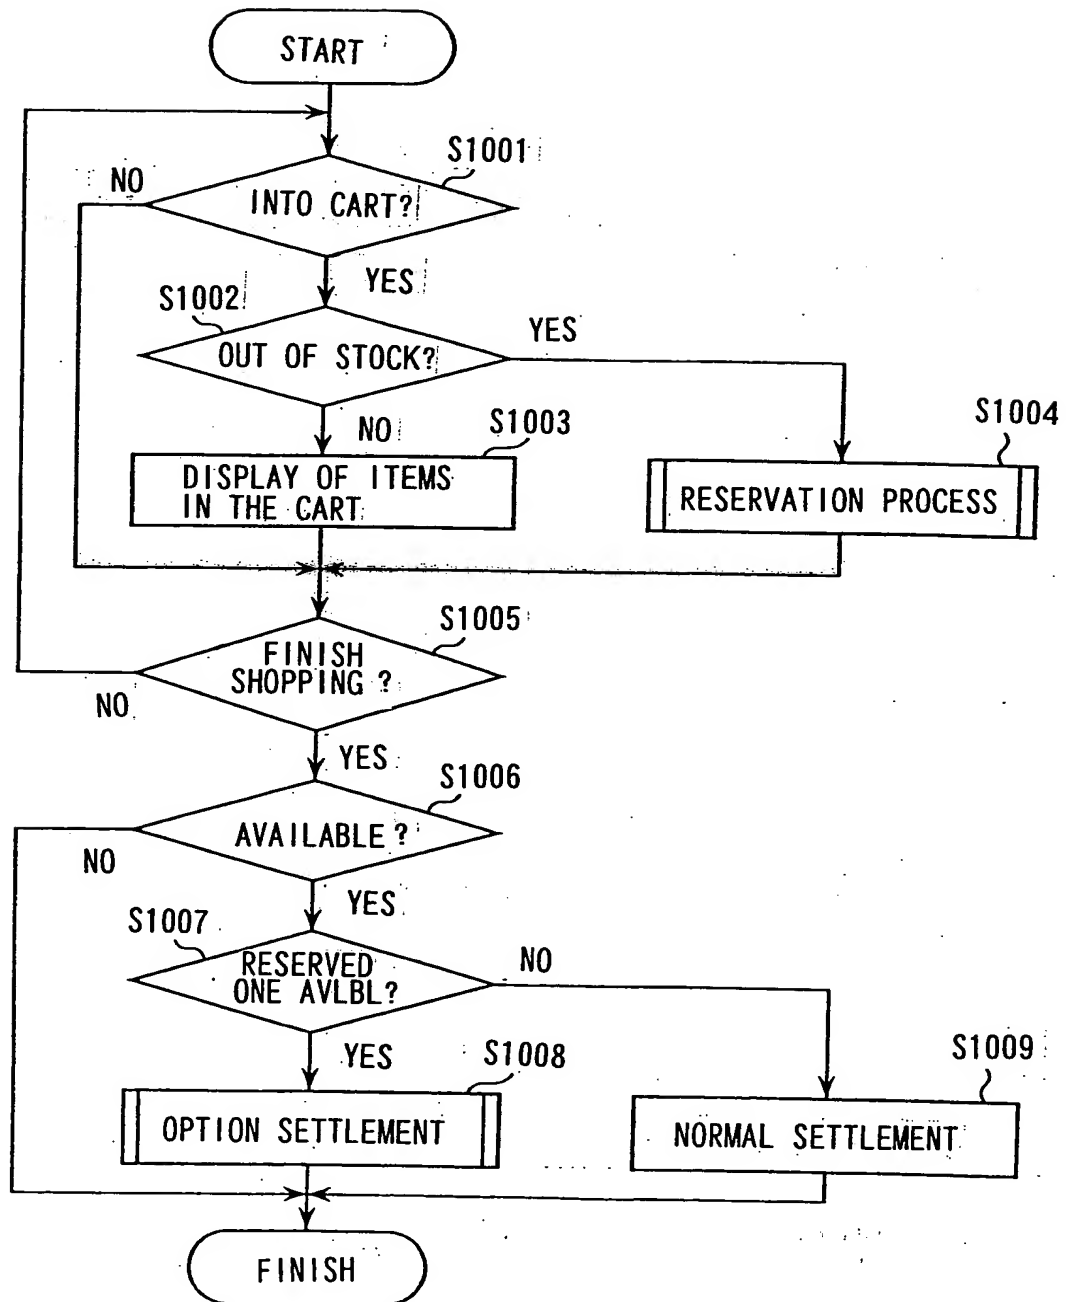 START
S1001
NO
INTO CART?
YES
S1002
YES
OUT OF STOCK?
S1004
NO
S1003
DISPLAY OF ITEMS
IN THE CART
RESERVATION PROCESS
S1005
FINISH
SHOPPING?
NO
YES
S1006
AVAILABLE?
NO
YES
S1007
NO
RESERVED
ONE AVLBL?
YES
S1008
S1009
OPTION SETTLEMENT
NORMAL SETTLEMENT
FINISH